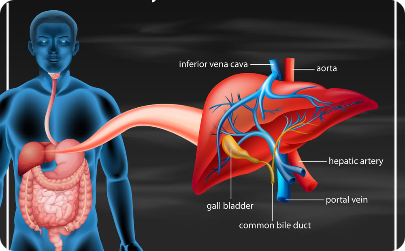 inferior vena cava
aorta
hepatic artery
portal vein
gall bladder
common bile duct